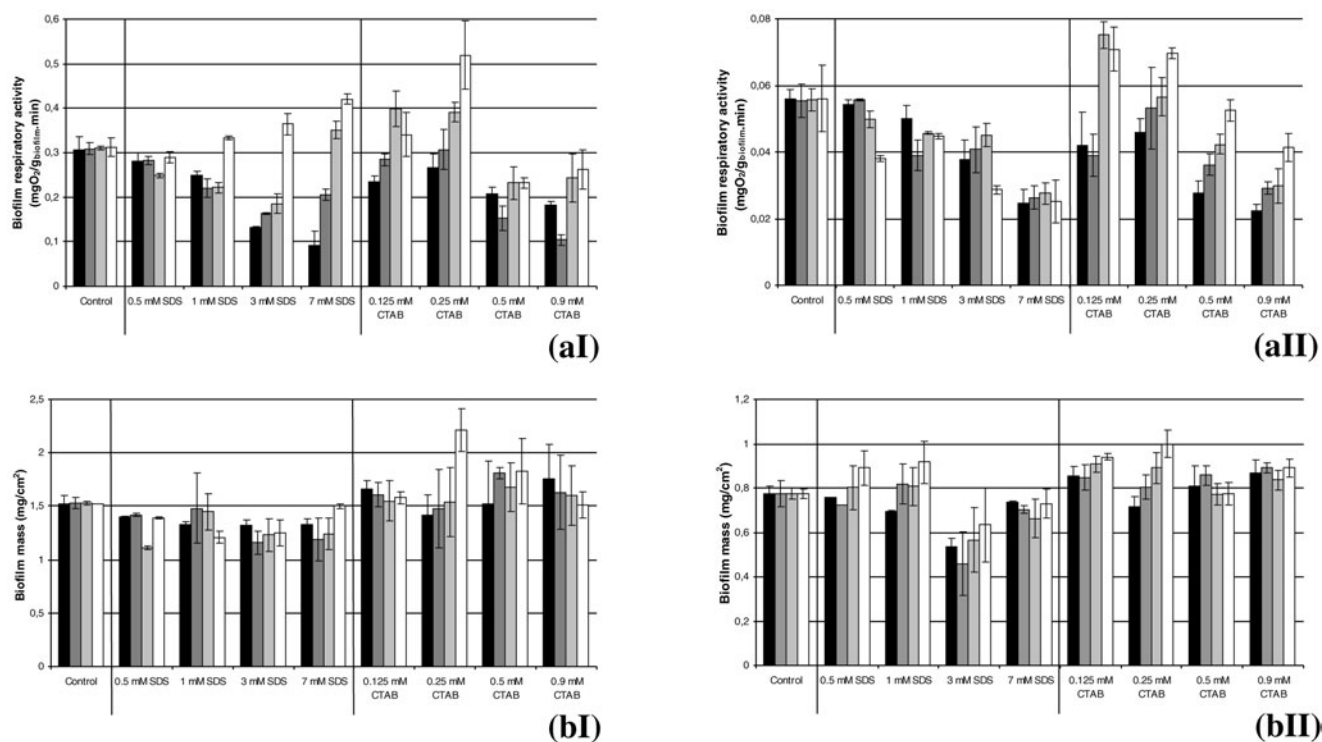 Biofilm respiratory activity
(mgO₂/gbiofilm.min)
0,6
0,5
0,4
0,3
0,2
0,1
0
Control
0.5 mM SDS
1 mM SDS
3 mM SDS
7 mM SDS
0.125 mM
CTAB
0.25 mM
CTAB
0.5 mM
CTAB
0.9 mM
CTAB
(aI)
Biofilm respiratory activity
(mgO₂/gbiofilm.min)
0,08
0,06
0,04
0,02
0
Control
0.5 mM SDS
1 mM SDS
3 mM SDS
7 mM SDS
0.125 mM
CTAB
0.25 mM
CTAB
0.5 mM
CTAB
0.9 mM
CTAB
(aII)
Biofilm mass (mg/cm²)
2,5
2
1,5
1
0,5
0
Control
0.5 mM SDS
1 mM SDS
3 mM SDS
7 mM SDS
0.125 mM
CTAB
0.25 mM
CTAB
0.5 mM
CTAB
0.9 mM
CTAB
(bI)
Biofilm mass (mg/cm²)
1,2
1
0,8
0,6
0,4
0,2
0
Control
0.5 mM SDS
1 mM SDS
3 mM SDS
7 mM SDS
0.125 mM
CTAB
0.25 mM
CTAB
0.5 mM
CTAB
0.9 mM
CTAB
(bII)